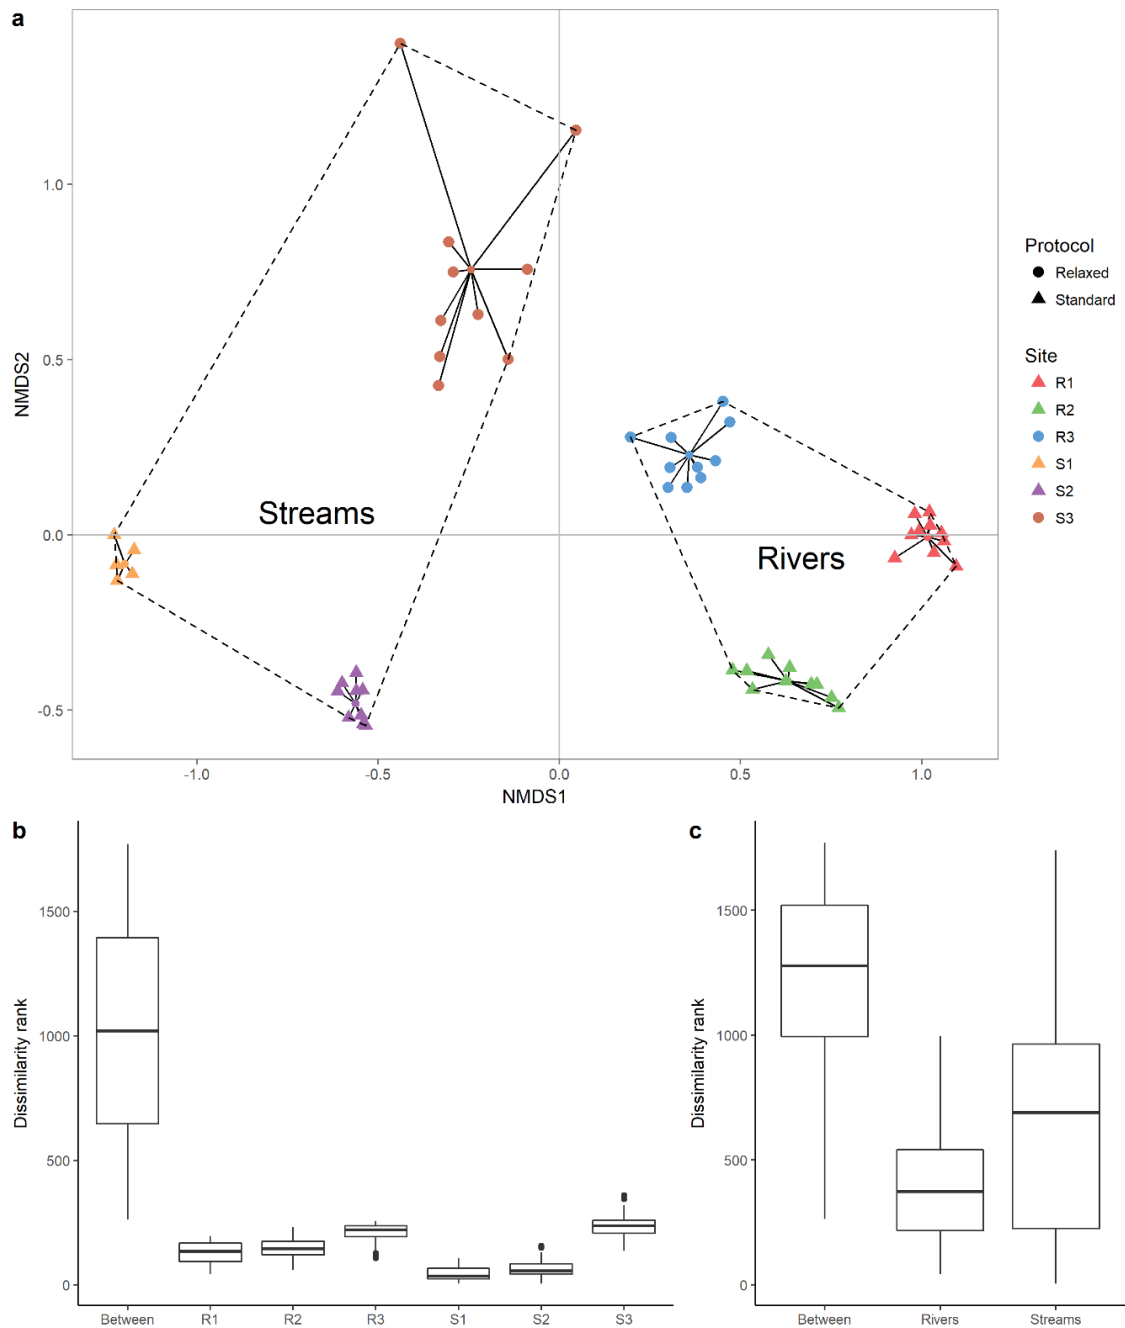 a
1.0
0.5
0.0
-0.5
NMDS2
Streams
Rivers
-1.0
-0.5
0.0
0.5
1.0
NMDS1
Protocol
Relaxed
Standard
Site
R1
R2
R3
S1
S2
S3
b
1500
1000
500
0
Dissimilarity rank
Between
R1
R2
R3
S1
S2
S3
c
1500
1000
500
0
Dissimilarity rank
Between
Rivers
Streams